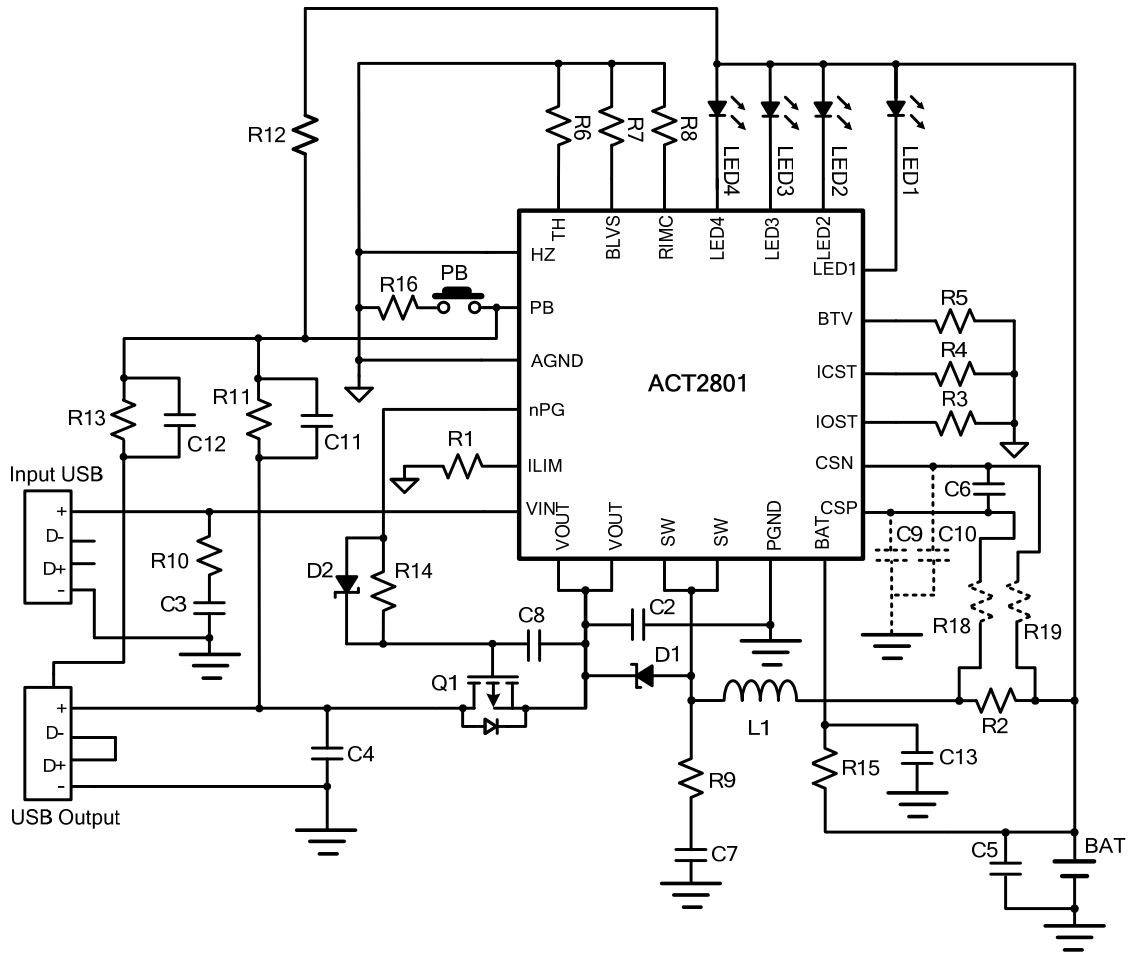 R12
R6
R7
R8
LED4
LED3
LED2
LED1
TH
BLVS
RIMC
LED4
LED3
LED2
LED1
HZ
R16
PB
PB
BTV
R5
AGND
ACT2801
ICST
R4
R13
C12
R11
C11
nPG
IOST
R3
R1
ILIM
CSN
Input USB
C6
VIN
CSP
VOUT
VOUT
SW
SW
PGND
BAT
+
D-
D+
-
R10
C9
C10
D2
R14
C3
C8
C2
R18
R19
D1
Q1
+
D-
D+
-
L1
R2
C4
R9
R15
C13
USB Output
C7
C5
BAT